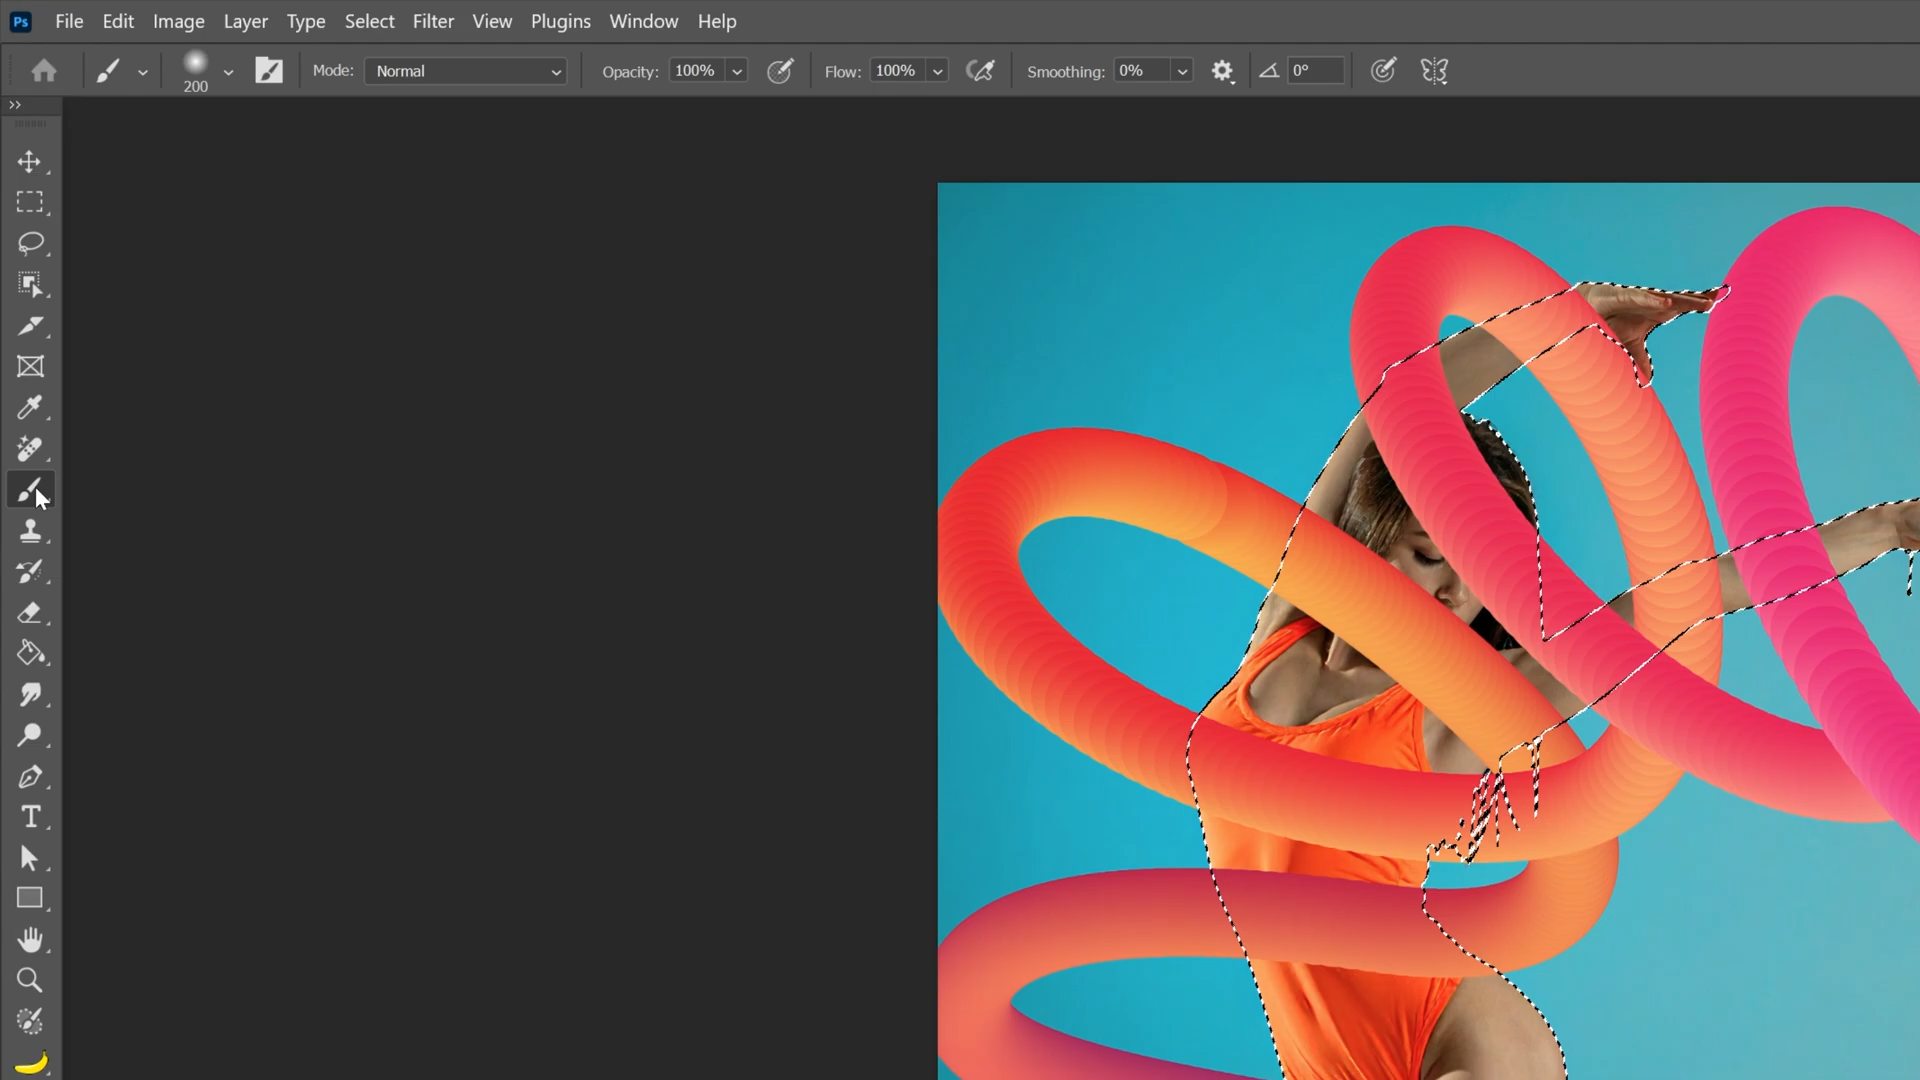 Ps File Edit Image Layer Type Select Filter View Plugins Window Help
200 Mode: Normal Opacity: 100% Flow: 100% Smoothing: 0% 0°
T